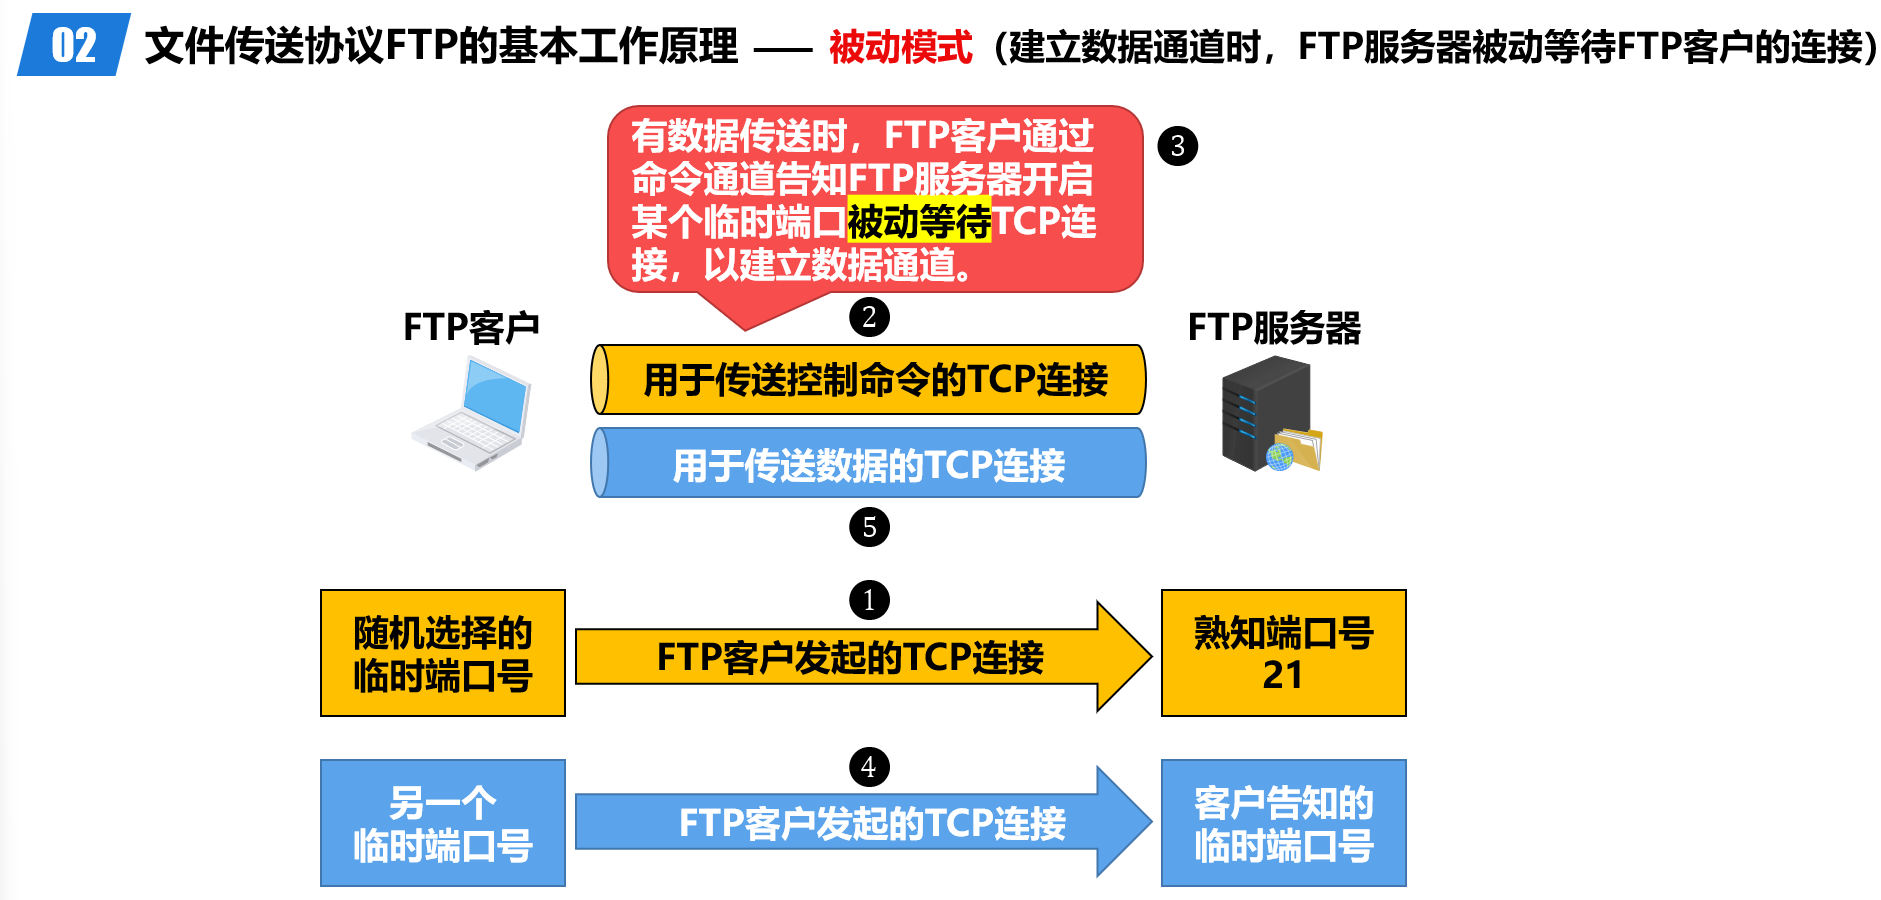 02 文件传送协议FTP的基本工作原理 —— 被动模式（建立数据通道时，FTP服务器被动等待FTP客户的连接）
有数据传送时，FTP客户通过
命令通道告知FTP服务器开启
某个临时端口被动等待TCP连
接，以建立数据通道。
3
2
FTP客户
FTP服务器
用于传送控制命令的TCP连接
用于传送数据的TCP连接
5
1
随机选择的
临时端口号
FTP客户发起的TCP连接
熟知端口号
21
4
另一个
临时端口号
FTP客户发起的TCP连接
客户告知的
临时端口号